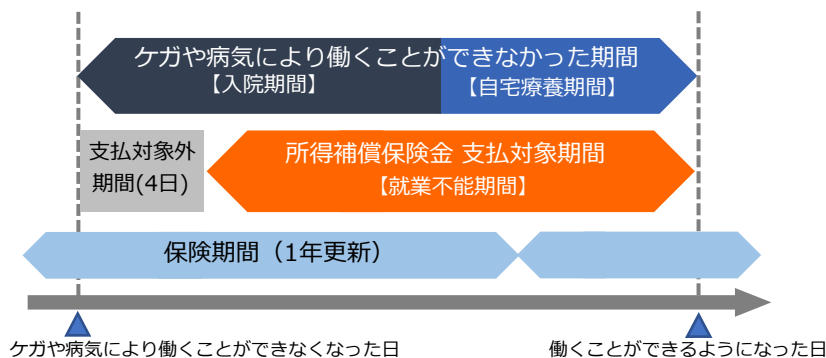 ケガや病気により働くことができなかった期間
【入院期間】
【自宅療養期間】
支払対象外
期間(4日)
所得補償保険金 支払対象期間
【就業不能期間】
保険期間（1年更新）
ケガや病気により働くことができなくなった日
働くことができるようになった日